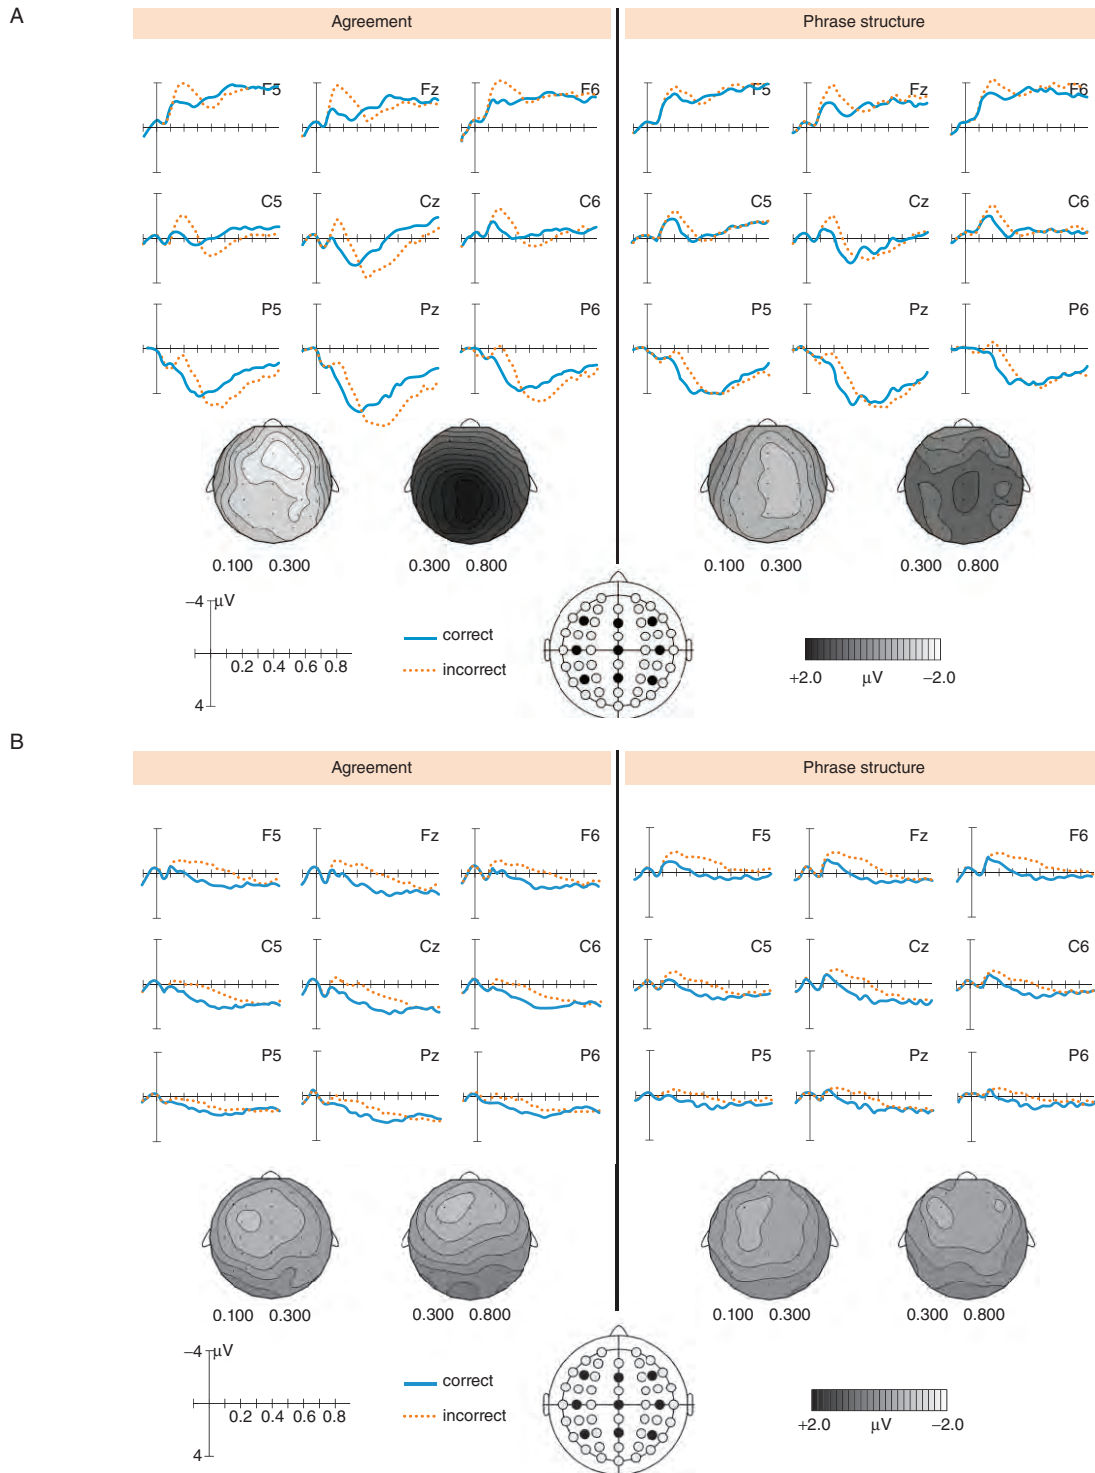 A
Agreement
Phrase structure
F5 Fz F6 F5 Fz F6
C5 Cz C6 C5 Cz C6
P5 Pz P6 P5 Pz P6
0.100 0.300 0.300 0.800 0.100 0.300 0.300 0.800
−4 μV
0.2 0.4 0.6 0.8
4
correct
incorrect
+2.0 μV −2.0
B
Agreement
Phrase structure
F5 Fz F6 F5 Fz F6
C5 Cz C6 C5 Cz C6
P5 Pz P6 P5 Pz P6
0.100 0.300 0.300 0.800 0.100 0.300 0.300 0.800
−4 μV
0.2 0.4 0.6 0.8
4
correct
incorrect
+2.0 μV −2.0